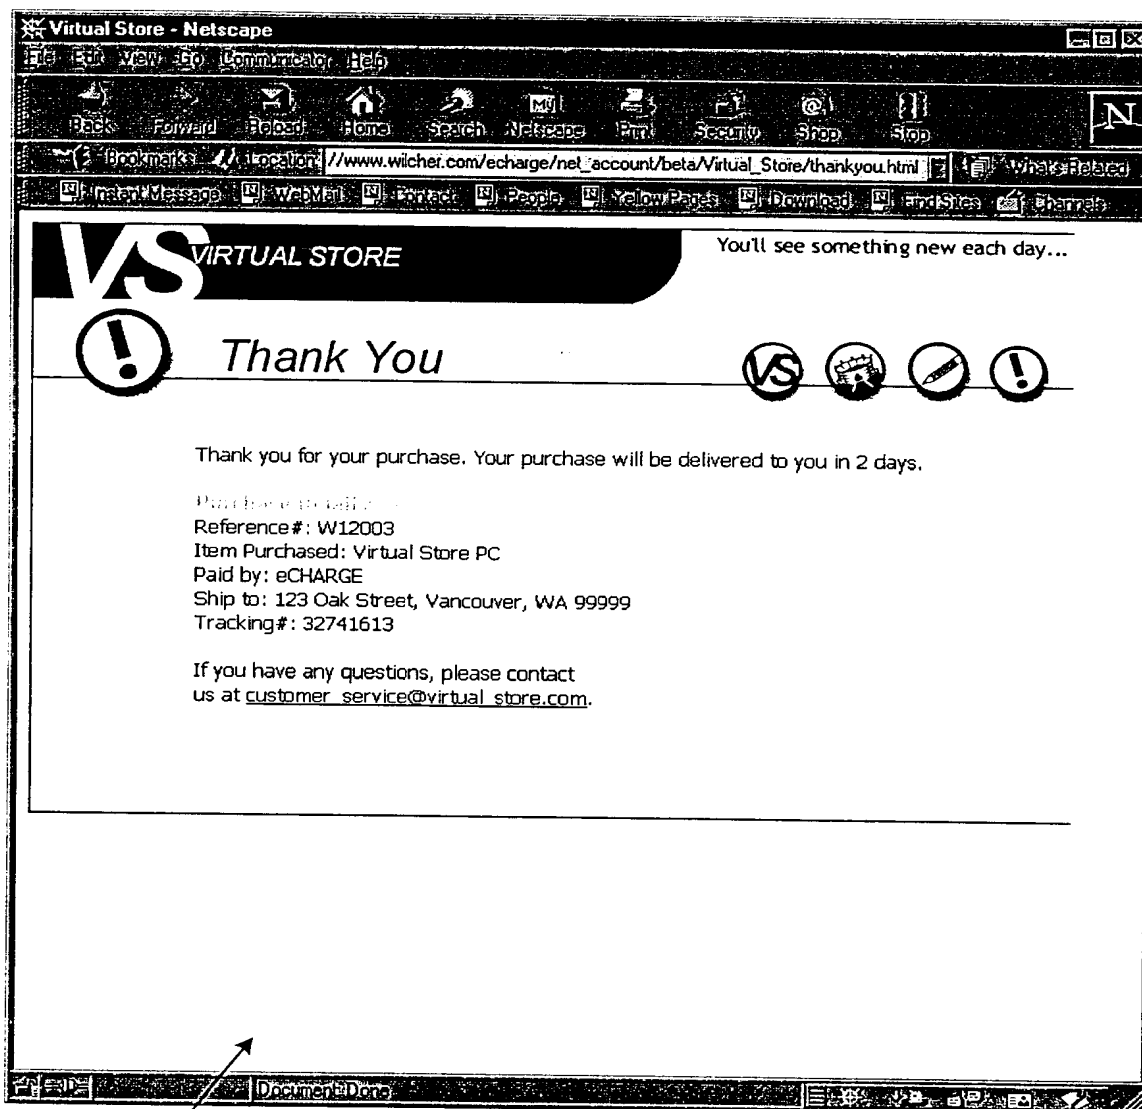 Virtual Store - Netscape
File Edit View Go Communicator Help
Back Forward Reload Home Search Netscape Print Security Shop Stop
My
N
Bookmarks Location: //www.wilcher.com/echarge/net_account/beta/Virtual_Store/thankyou.html What's Related
Instant Message WebMail Contact People Yellow Pages Download Find Sites Channels
VS VIRTUAL STORE
You'll see something new each day...
! Thank You
VS !
Thank you for your purchase. Your purchase will be delivered to you in 2 days.
Purchase Details
Reference#: W12003
Item Purchased: Virtual Store PC
Paid by: eCHARGE
Ship to: 123 Oak Street, Vancouver, WA 99999
Tracking#: 32741613
If you have any questions, please contact
us at customer_service@virtual_store.com.
Document: Done